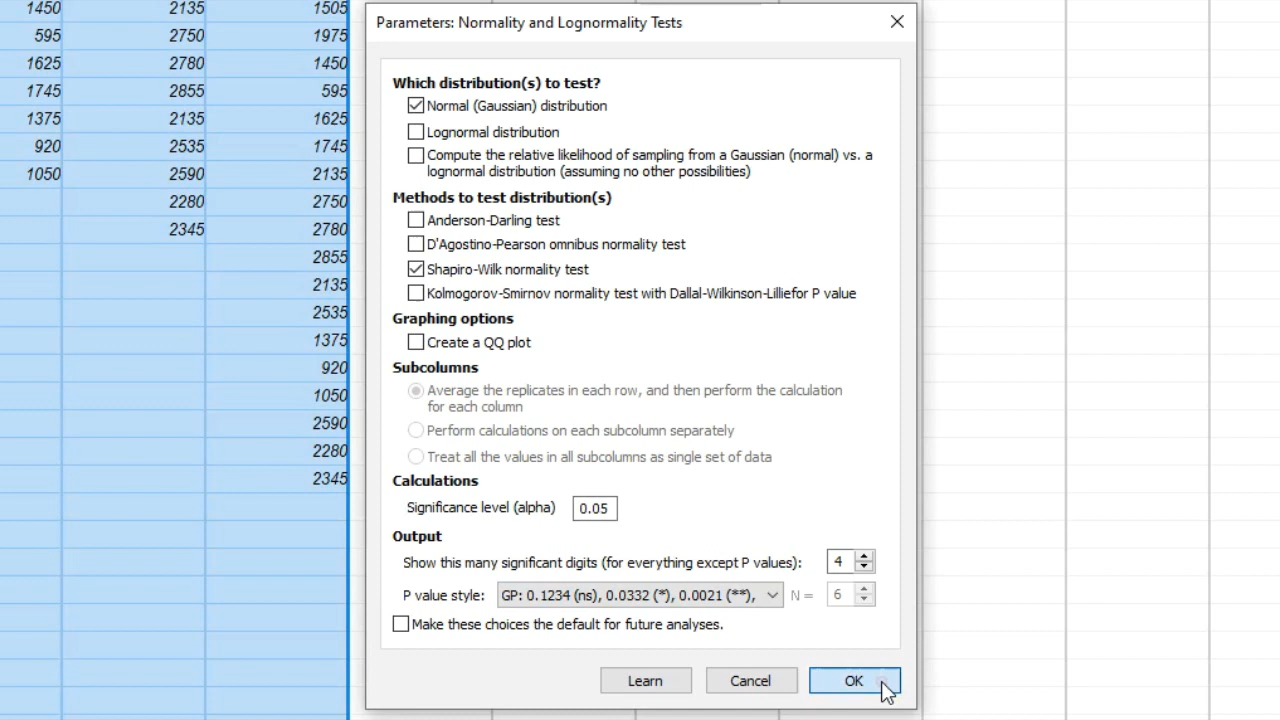 1450 2135 1505
595 2750 1975
1625 2780 1450
1745 2855 595
1375 2135 1625
920 2535 1745
1050 2590 2135
2280 2750
2345 2780
2855
2135
2535
1375
920
1050
2590
2280
2345
Parameters: Normality and Lognormality Tests
Which distribution(s) to test?
Normal (Gaussian) distribution
Lognormal distribution
Compute the relative likelihood of sampling from a Gaussian (normal) vs. a
lognormal distribution (assuming no other possibilities)
Methods to test distribution(s)
Anderson-Darling test
D'Agostino-Pearson omnibus normality test
Shapiro-Wilk normality test
Kolmogorov-Smirnov normality test with Dallal-Wilkinson-Lilliefor P value
Graphing options
Create a QQ plot
Subcolumns
Average the replicates in each row, and then perform the calculation
for each column
Perform calculations on each subcolumn separately
Treat all the values in all subcolumns as single set of data
Calculations
Significance level (alpha) 0.05
Output
Show this many significant digits (for everything except P values): 4
P value style: GP: 0.1234 (ns), 0.0332 (*), 0.0021 (**), N = 6
Make these choices the default for future analyses.
Learn Cancel OK